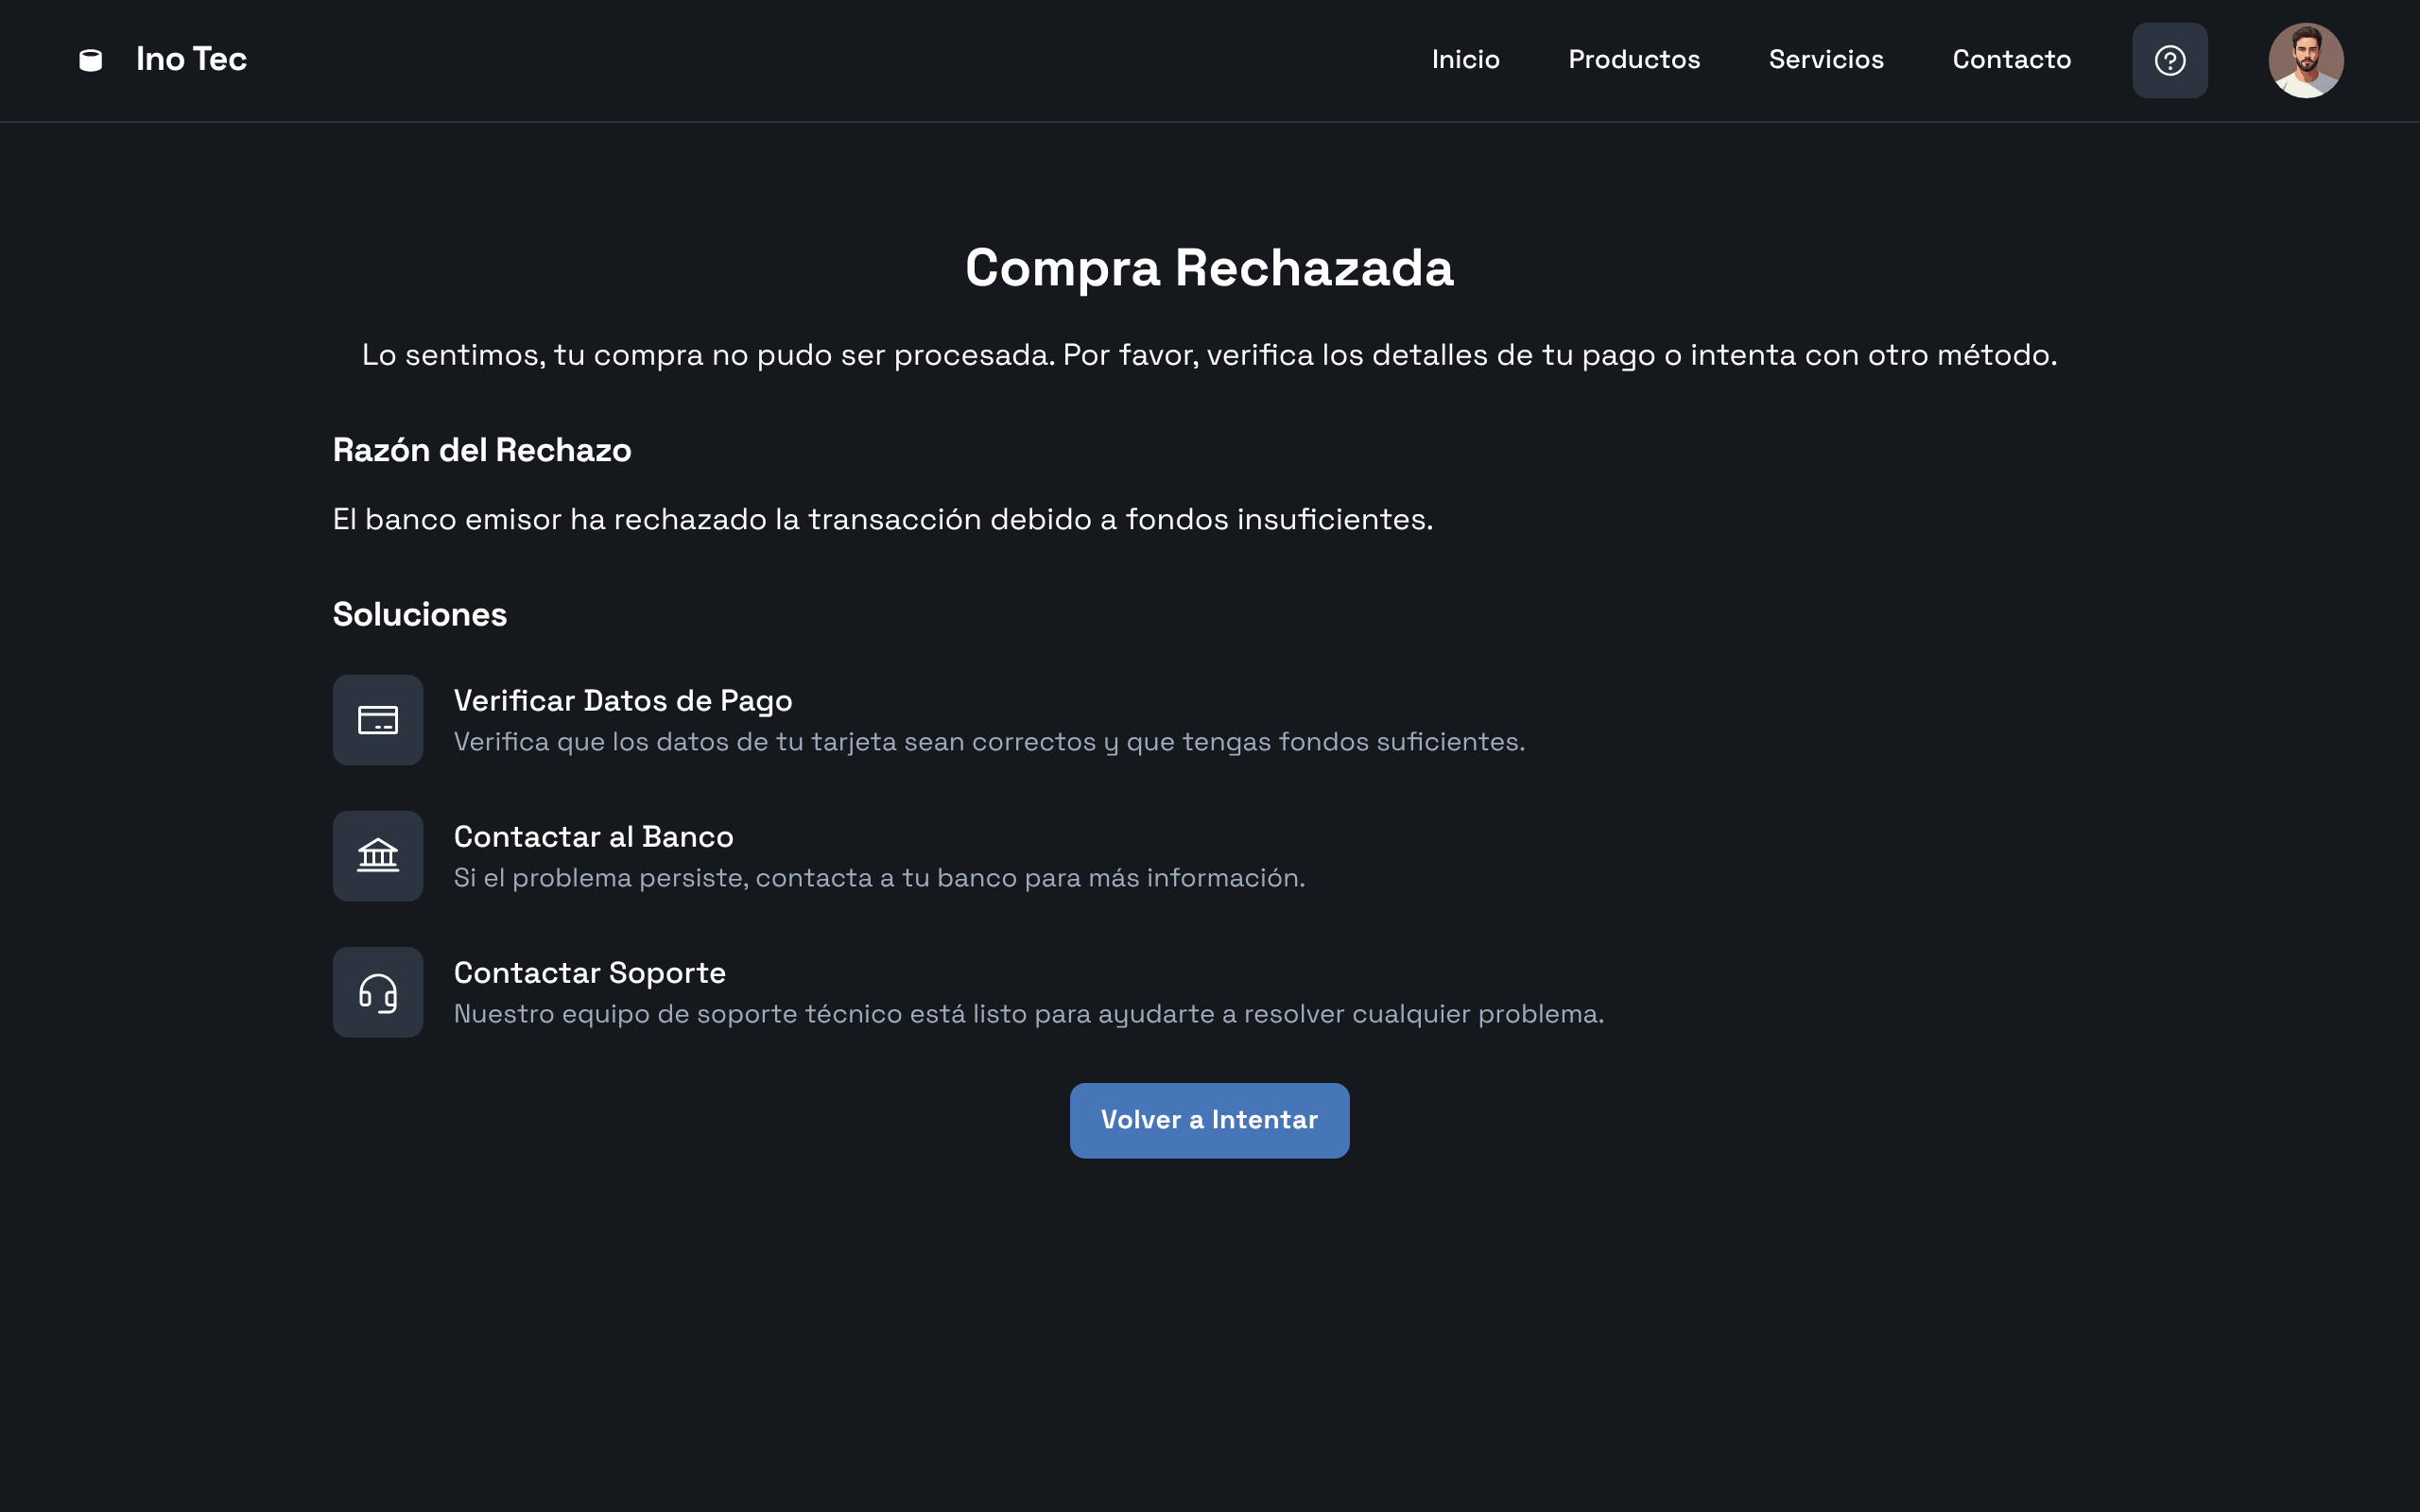 Ino Tec
Inicio
Productos
Servicios
Contacto
Compra Rechazada
Lo sentimos, tu compra no pudo ser procesada. Por favor, verifica los detalles de tu pago o intenta con otro método.
Razón del Rechazo
El banco emisor ha rechazado la transacción debido a fondos insuficientes.
Soluciones
Verificar Datos de Pago
Verifica que los datos de tu tarjeta sean correctos y que tengas fondos suficientes.
Contactar al Banco
Si el problema persiste, contacta a tu banco para más información.
Contactar Soporte
Nuestro equipo de soporte técnico está listo para ayudarte a resolver cualquier problema.
Volver a Intentar